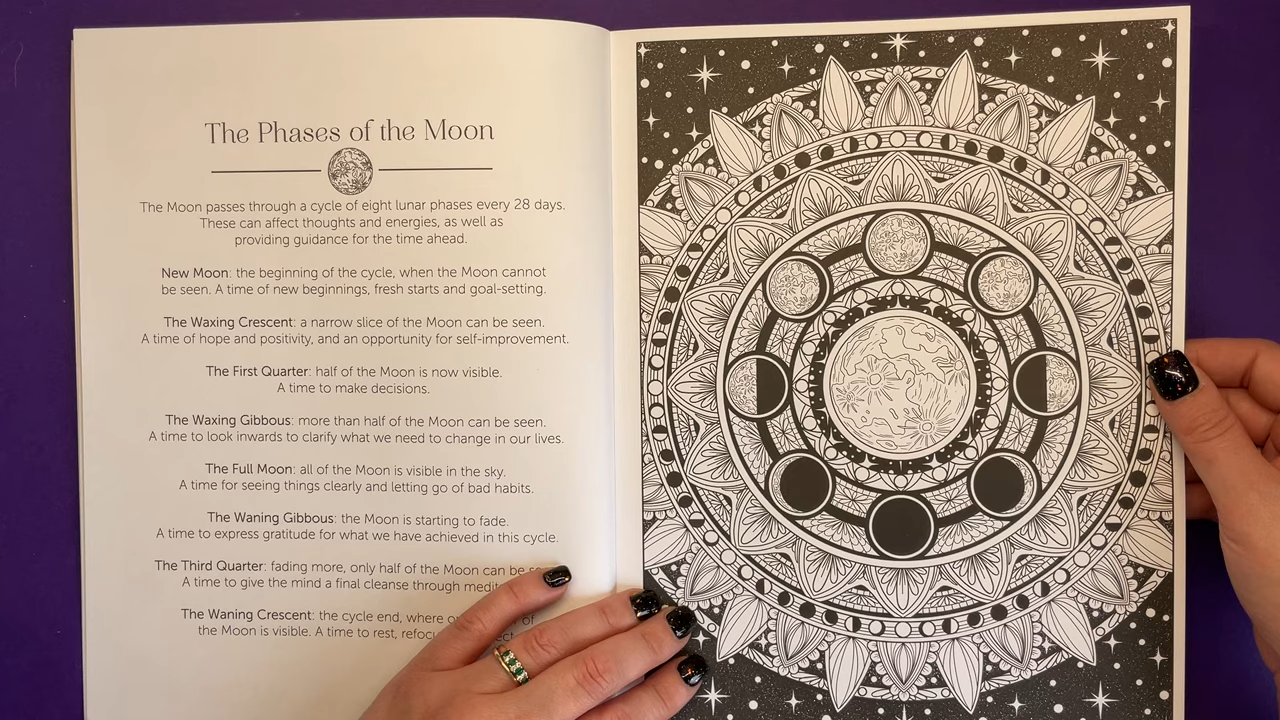 The Phases of the Moon
The Moon passes through a cycle of eight lunar phases every 28 days.
These can affect thoughts and energies, as well as
providing guidance for the time ahead.
New Moon: the beginning of the cycle, when the Moon cannot
be seen. A time of new beginnings, fresh starts and goal-setting.
The Waxing Crescent: a narrow slice of the Moon can be seen.
A time of hope and positivity, and an opportunity for self-improvement.
The First Quarter: half of the Moon is now visible.
A time to make decisions.
The Waxing Gibbous: more than half of the Moon can be seen.
A time to look inwards to clarify what we need to change in our lives.
The Full Moon: all of the Moon is visible in the sky.
A time for seeing things clearly and letting go of bad habits.
The Waning Gibbous: the Moon is starting to fade.
A time to express gratitude for what we have achieved in this cycle.
The Third Quarter: fading more, only half of the Moon can be
A time to give the mind a final cleanse through
The Waning Crescent: the cycle end, where of
the Moon is visible. A time to rest,